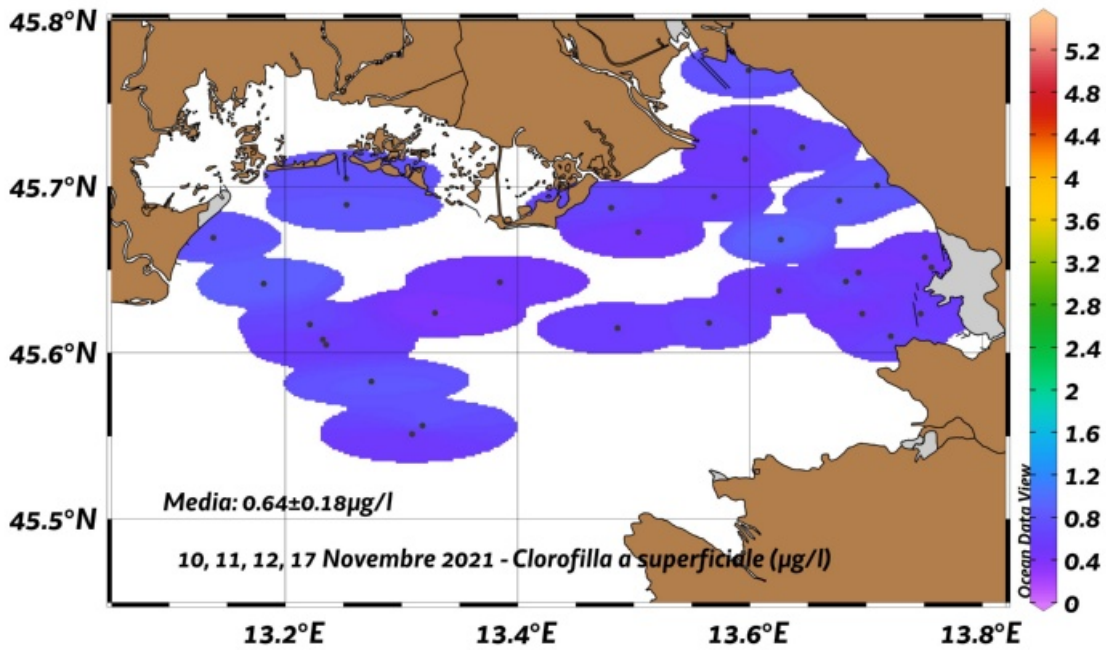 45.8°N
45.7°N
45.6°N
45.5°N
Media: 0.64±0.18µg/l
10, 11, 12, 17 Novembre 2021 - Clorofilla a superficiale (µg/l)
13.2°E
13.4°E
13.6°E
13.8°E
Ocean Data View
5.2
4.8
4.4
4
3.6
3.2
2.8
2.4
2
1.6
1.2
0.8
0.4
0